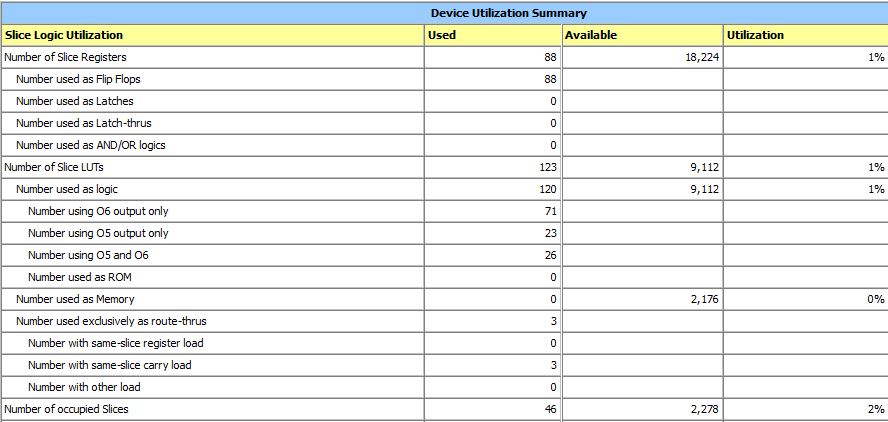 Device Utilization Summary
Slice Logic Utilization Used Available Utilization
Number of Slice Registers 88 18,224 1%
Number used as Flip Flops 88
Number used as Latches 0
Number used as Latch-thrus 0
Number used as AND/OR logics 0
Number of Slice LUTs 123 9,112 1%
Number used as logic 120 9,112 1%
Number using O6 output only 71
Number using O5 output only 23
Number using O5 and O6 26
Number used as ROM 0
Number used as Memory 0 2,176 0%
Number used exclusively as route-thrus 3
Number with same-slice register load 0
Number with same-slice carry load 3
Number with other load 0
Number of occupied Slices 46 2,278 2%